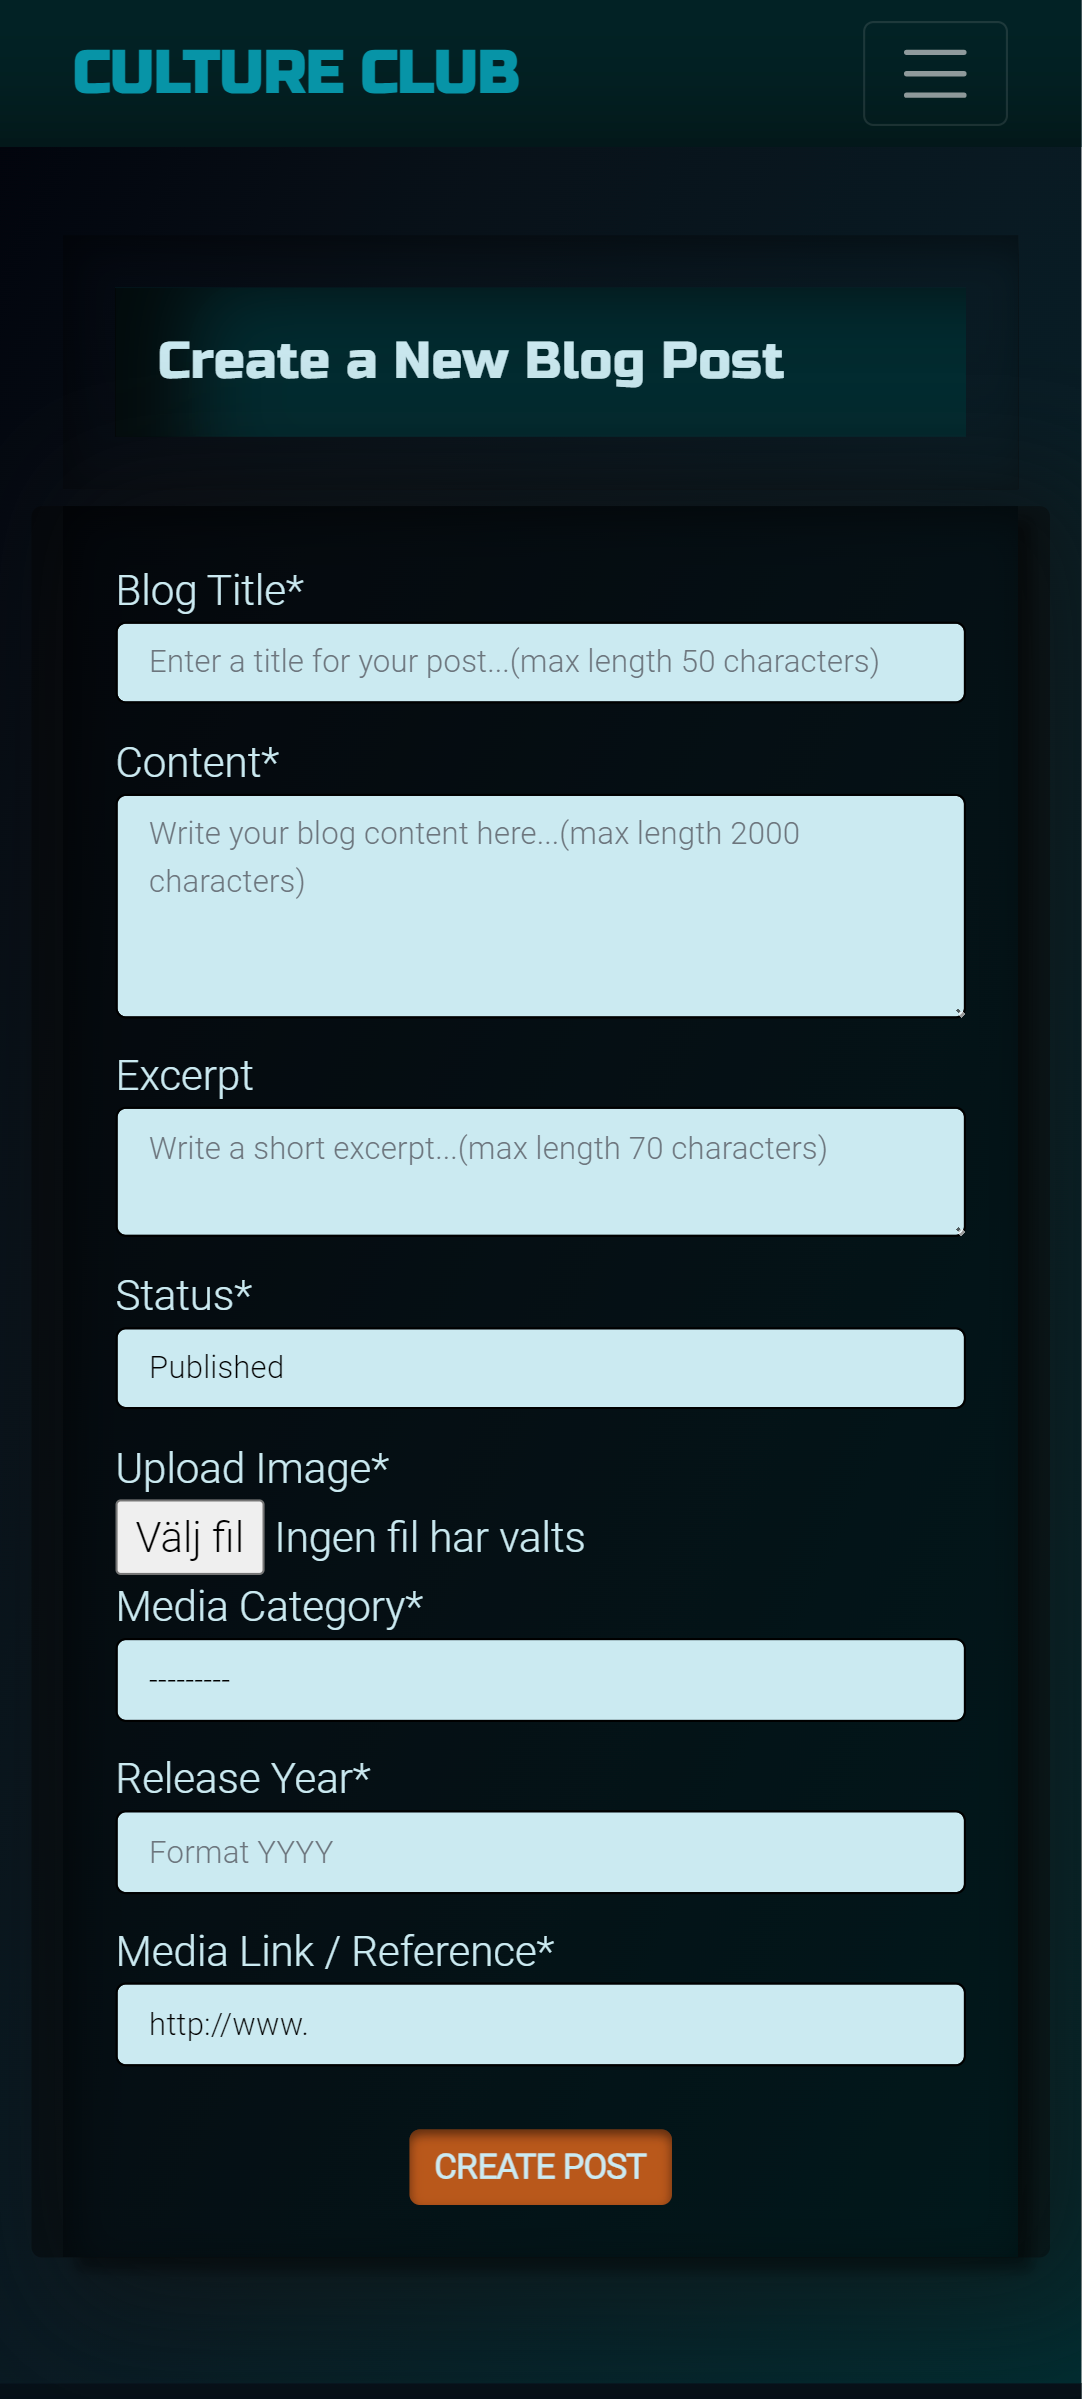 CULTURE CLUB
Create a New Blog Post
Blog Title*
Enter a title for your post...(max length 50 characters)
Content*
Write your blog content here...(max length 2000
characters)
Excerpt
Write a short excerpt...(max length 70 characters)
Status*
Published
Upload Image*
Välj fil Ingen fil har valts
Media Category*
---------
Release Year*
Format YYYY
Media Link / Reference*
http://www.
CREATE POST